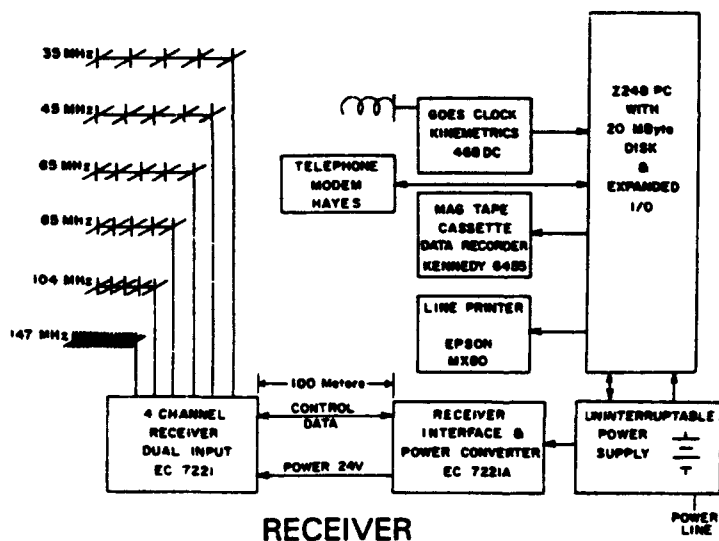 35 MHz
45 MHz
65 MHz
85 MHz
104 MHz
147 MHz
GOES CLOCK
KINEMETRICS
468 DC
TELEPHONE
MODEM
HAYES
MAG TAPE
CASSETTE
DATA RECORDER
KENNEDY 6455
LINE PRINTER
EPSON
MX80
Z248 PC
WITH
20 MByte
DISK
&
EXPANDED
I/O
100 Meters
4 CHANNEL
RECEIVER
DUAL INPUT
EC 7221
CONTROL
DATA
POWER 24V
RECEIVER
INTERFACE &
POWER CONVERTER
EC 7221A
UNINTERRUPTABLE
POWER
SUPPLY
POWER
LINE
RECEIVER